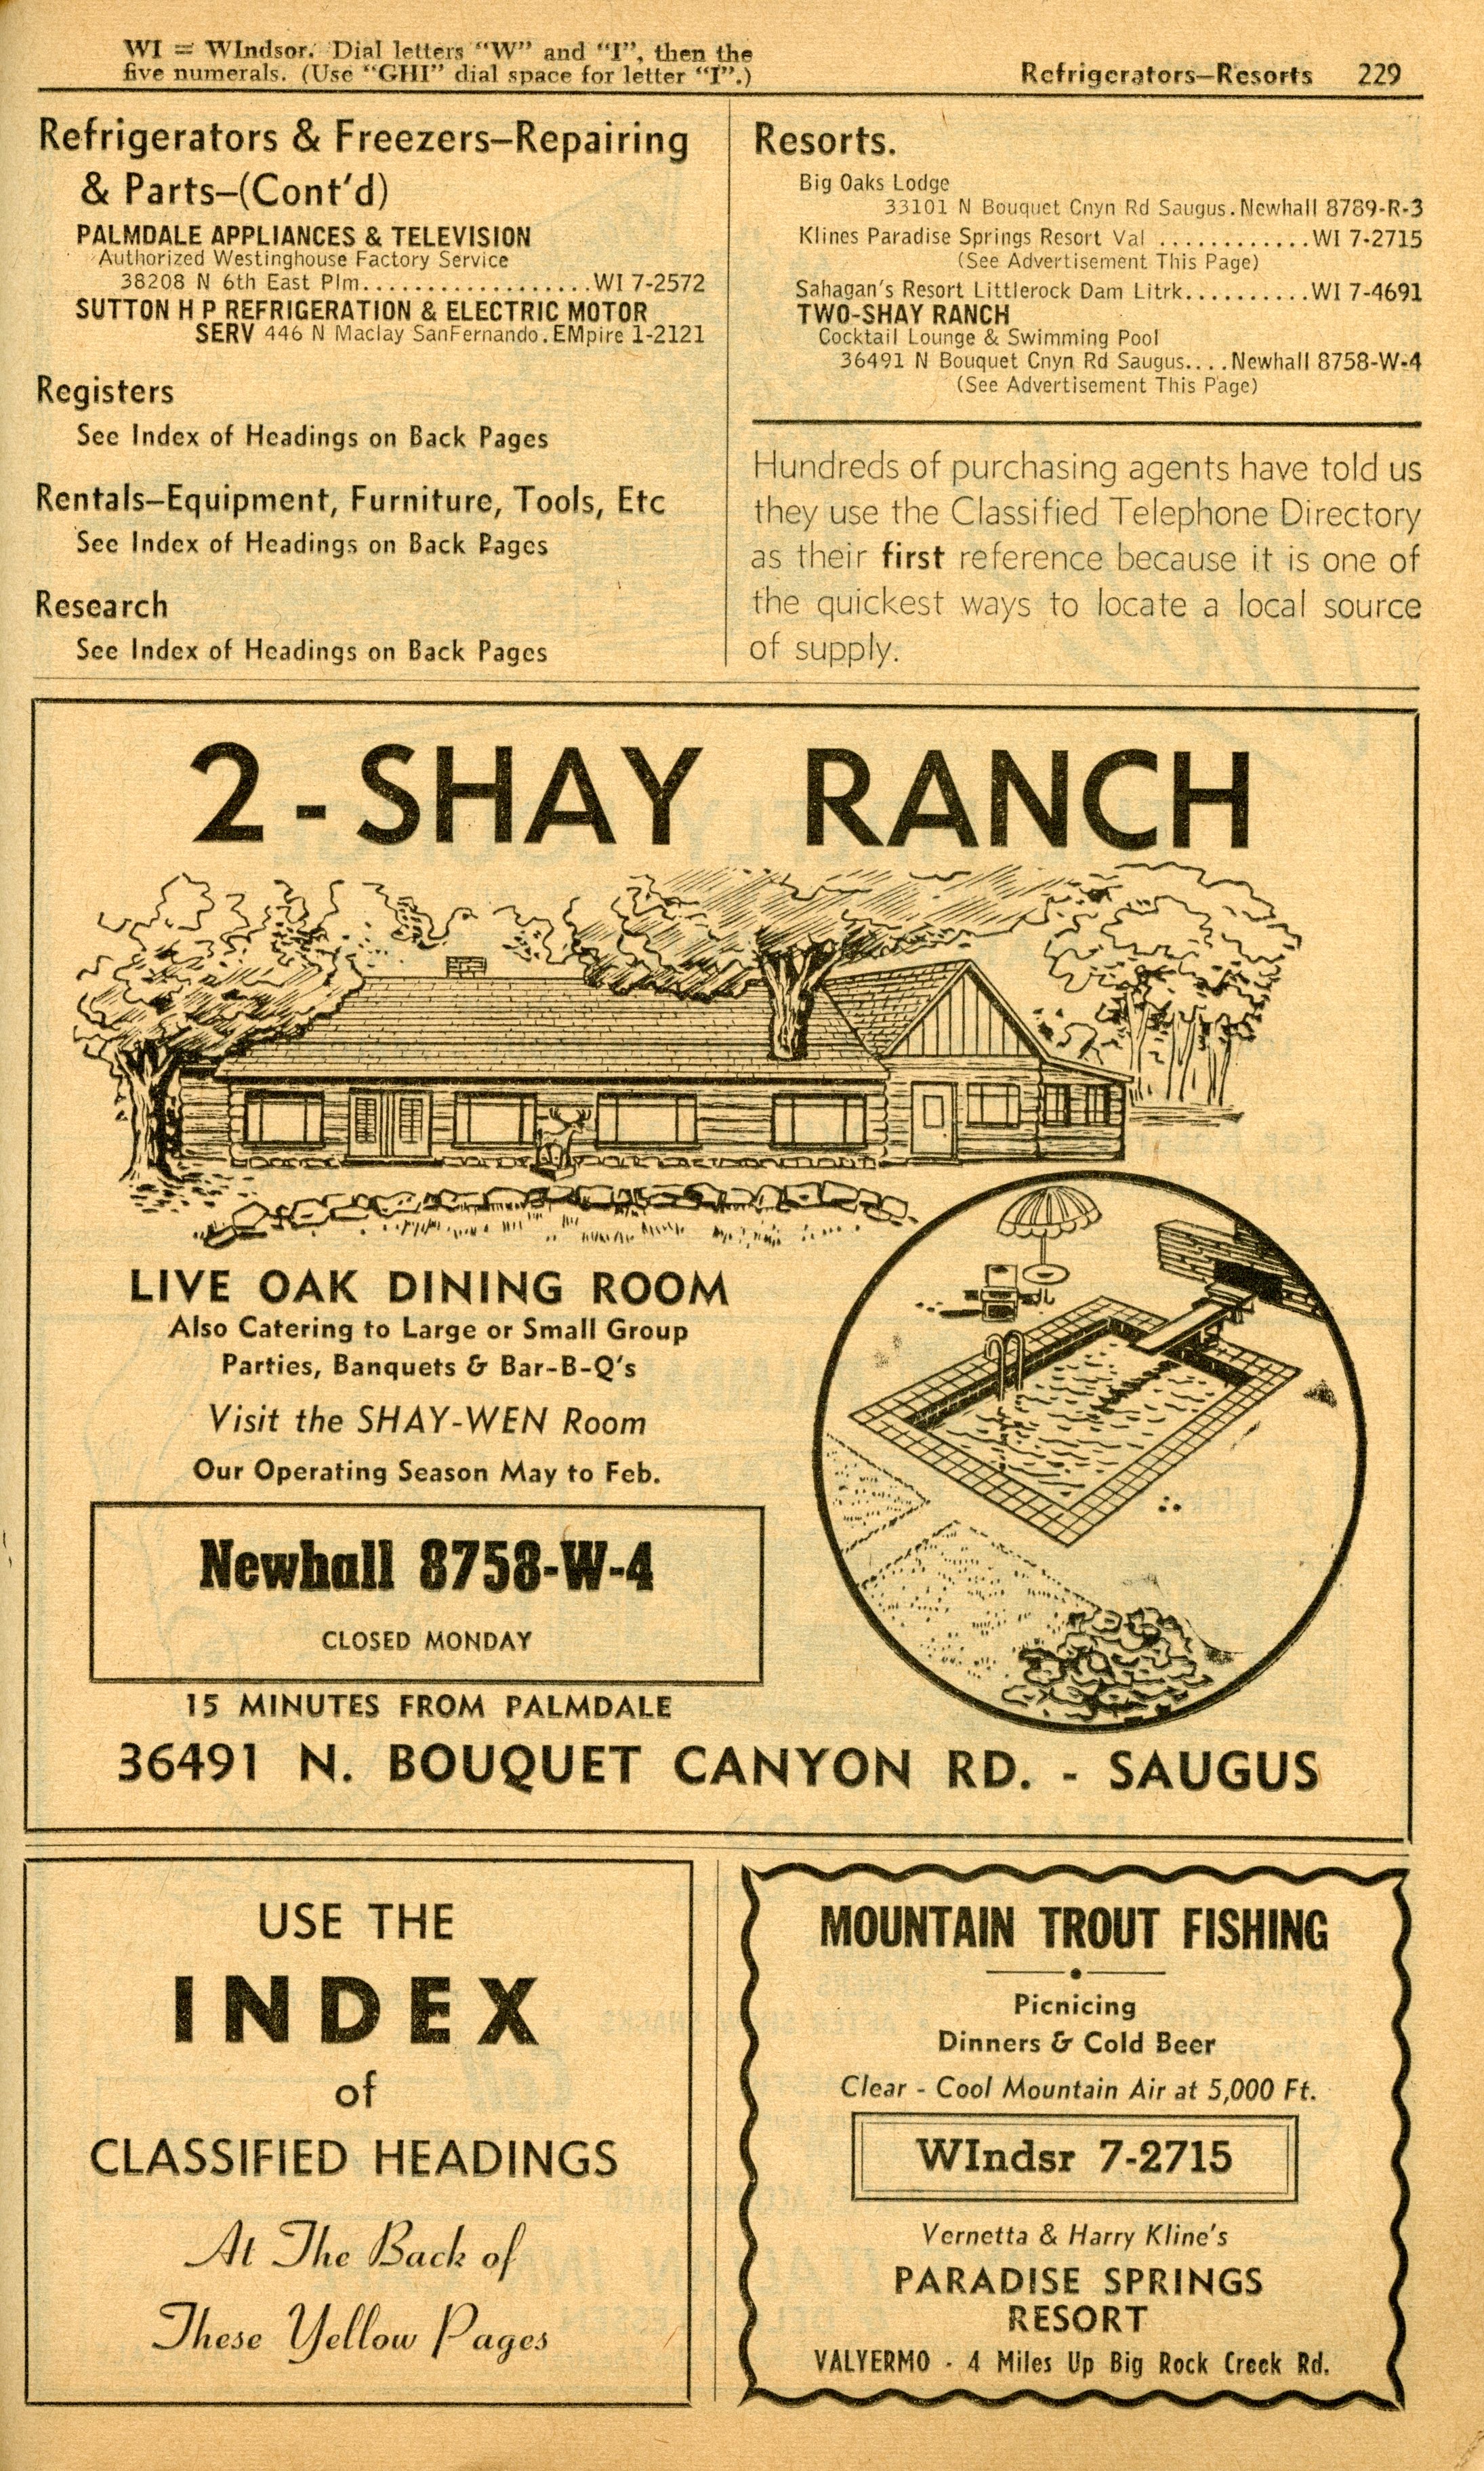 WI = WIndsor. Dial letters "W" and "I", then the
five numerals. (Use "GHI" dial space for letter "I".)
Refrigerators—Resorts 229
Refrigerators & Freezers—Repairing
& Parts—(Cont'd)
PALMDALE APPLIANCES & TELEVISION
Authorized Westinghouse Factory Service
38208 N 6th East Plm..................WI 7-2572
SUTTON H P REFRIGERATION & ELECTRIC MOTOR
SERV 446 N Maclay SanFernando.EMpire 1-2121
Registers
See Index of Headings on Back Pages
Rentals—Equipment, Furniture, Tools, Etc
See Index of Headings on Back Pages
Research
See Index of Headings on Back Pages
Resorts.
Big Oaks Lodge
33101 N Bouquet Cnyn Rd Saugus.Newhall 8789-R-3
Klines Paradise Springs Resort Val ............WI 7-2715
(See Advertisement This Page)
Sahagan's Resort Littlerock Dam Litrk..........WI 7-4691
TWO-SHAY RANCH
Cocktail Lounge & Swimming Pool
36491 N Bouquet Cnyn Rd Saugus....Newhall 8758-W-4
(See Advertisement This Page)
Hundreds of purchasing agents have told us
they use the Classified Telephone Directory
as their first reference because it is one of
the quickest ways to locate a local source
of supply.
2-SHAY RANCH
LIVE OAK DINING ROOM
Also Catering to Large or Small Group
Parties, Banquets & Bar-B-Q's
Visit the SHAY-WEN Room
Our Operating Season May to Feb.
Newhall 8758-W-4
CLOSED MONDAY
15 MINUTES FROM PALMDALE
36491 N. BOUQUET CANYON RD. - SAUGUS
USE THE
INDEX
of
CLASSIFIED HEADINGS
At The Back of
These Yellow Pages
MOUNTAIN TROUT FISHING
Picnicing
Dinners & Cold Beer
Clear - Cool Mountain Air at 5,000 Ft.
WIndsr 7-2715
Vernetta & Harry Kline's
PARADISE SPRINGS
RESORT
VALYERMO - 4 Miles Up Big Rock Creek Rd.